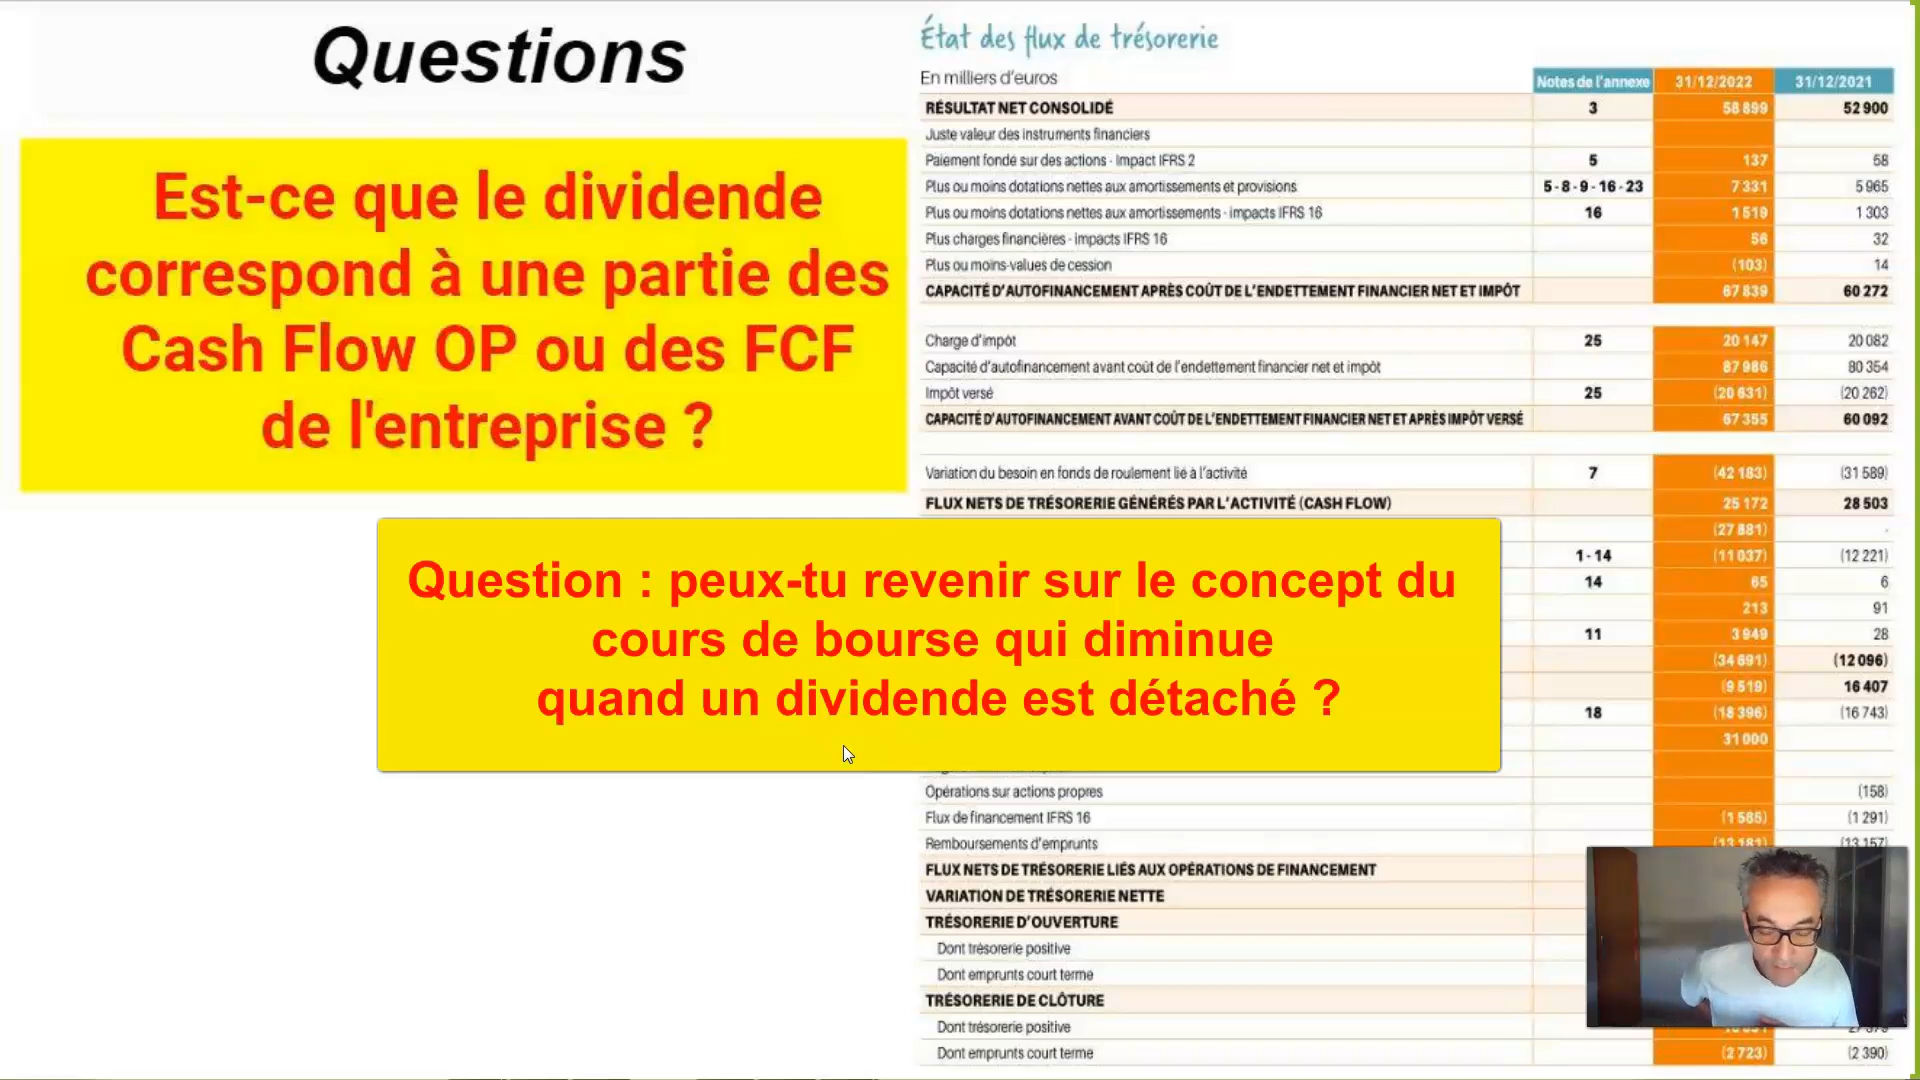 Questions
Est-ce que le dividende
correspond à une partie des
Cash Flow OP ou des FCF
de l'entreprise ?
Question : peux-tu revenir sur le concept du
cours de bourse qui diminue
quand un dividende est détaché ?
État des flux de trésorerie
En milliers d'euros Notes de l'annexe 31/12/2022 31/12/2021
RÉSULTAT NET CONSOLIDÉ 3 58 899 52 900
Juste valeur des instruments financiers
Paiement fondé sur des actions - Impact IFRS 2 5 137 58
Plus ou moins dotations nettes aux amortissements et provisions 5 - 8 - 9 - 16 - 23 7 331 5 965
Plus ou moins dotations nettes aux amortissements - impacts IFRS 16 16 1 519 1 303
Plus charges financières - impacts IFRS 16 56 32
Plus ou moins-values de cession (103) 14
CAPACITÉ D'AUTOFINANCEMENT APRÈS COÛT DE L'ENDETTEMENT FINANCIER NET ET IMPÔT 67 839 60 272
Charge d'impôt 25 20 147 20 082
Capacité d'autofinancement avant coût de l'endettement financier net et impôt 87 986 80 354
Impôt versé 25 (20 631) (20 262)
CAPACITÉ D'AUTOFINANCEMENT AVANT COÛT DE L'ENDETTEMENT FINANCIER NET ET APRÈS IMPÔT VERSÉ 67 355 60 092
Variation du besoin en fonds de roulement lié à l'activité 7 (42 183) (31 589)
FLUX NETS DE TRÉSORERIE GÉNÉRÉS PAR L'ACTIVITÉ (CASH FLOW) 25 172 28 503
(27 881) -
1 - 14 (11 037) (12 221)
14 65 6
213 91
11 3 949 28
(34 691) (12 096)
(9 519) 16 407
18 (18 396) (16 743)
31 000
Opérations sur actions propres (158)
Flux de financement IFRS 16 (1 585) (1 291)
Remboursements d'emprunts (13 181) (13 157)
FLUX NETS DE TRÉSORERIE LIÉS AUX OPÉRATIONS DE FINANCEMENT
VARIATION DE TRÉSORERIE NETTE
TRÉSORERIE D'OUVERTURE
Dont trésorerie positive
Dont emprunts court terme
TRÉSORERIE DE CLÔTURE
Dont trésorerie positive
Dont emprunts court terme (2 723) (2 390)